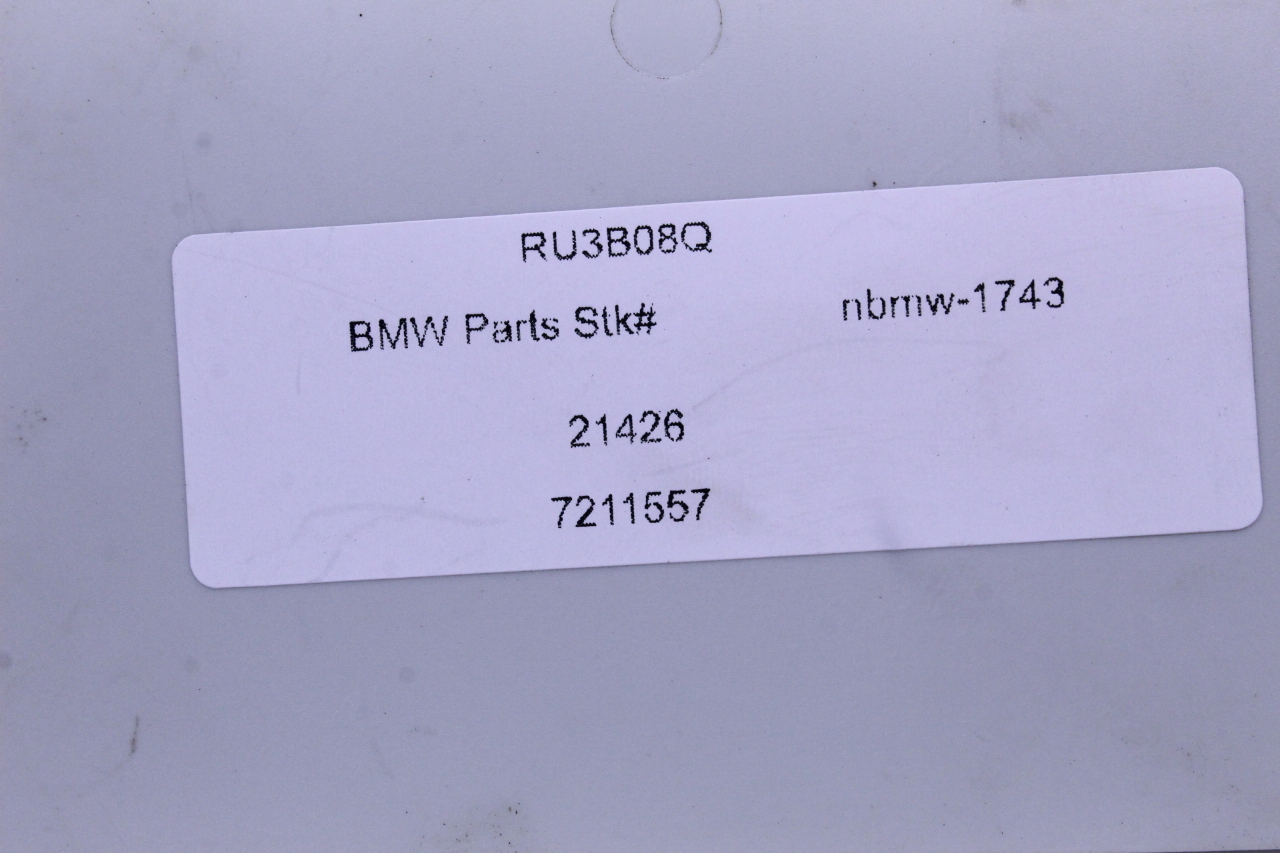 RU3B08Q
BMW Parts Stk# nbmw-1743
21426
7211557